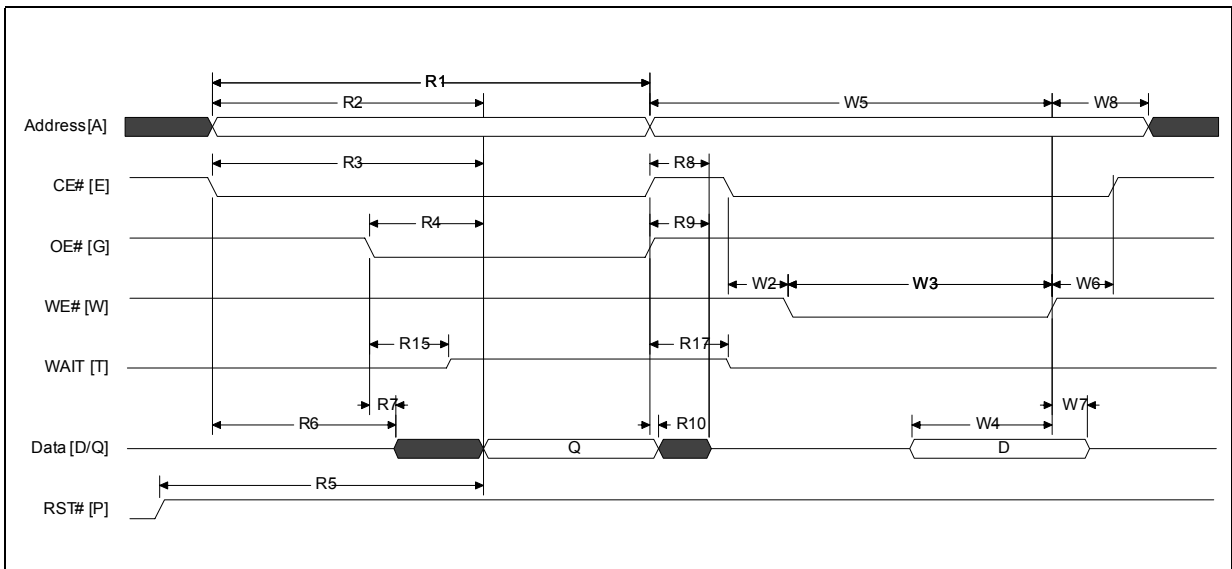 R1
R2
W5
W8
Address[A]
R3
R8
CE# [E]
R4
R9
OE# [G]
W2
W3
W6
WE# [W]
R15
R17
WAIT [T]
R7
W7
R6
R10
W4
Data [D/Q]
Q
D
R5
RST# [P]